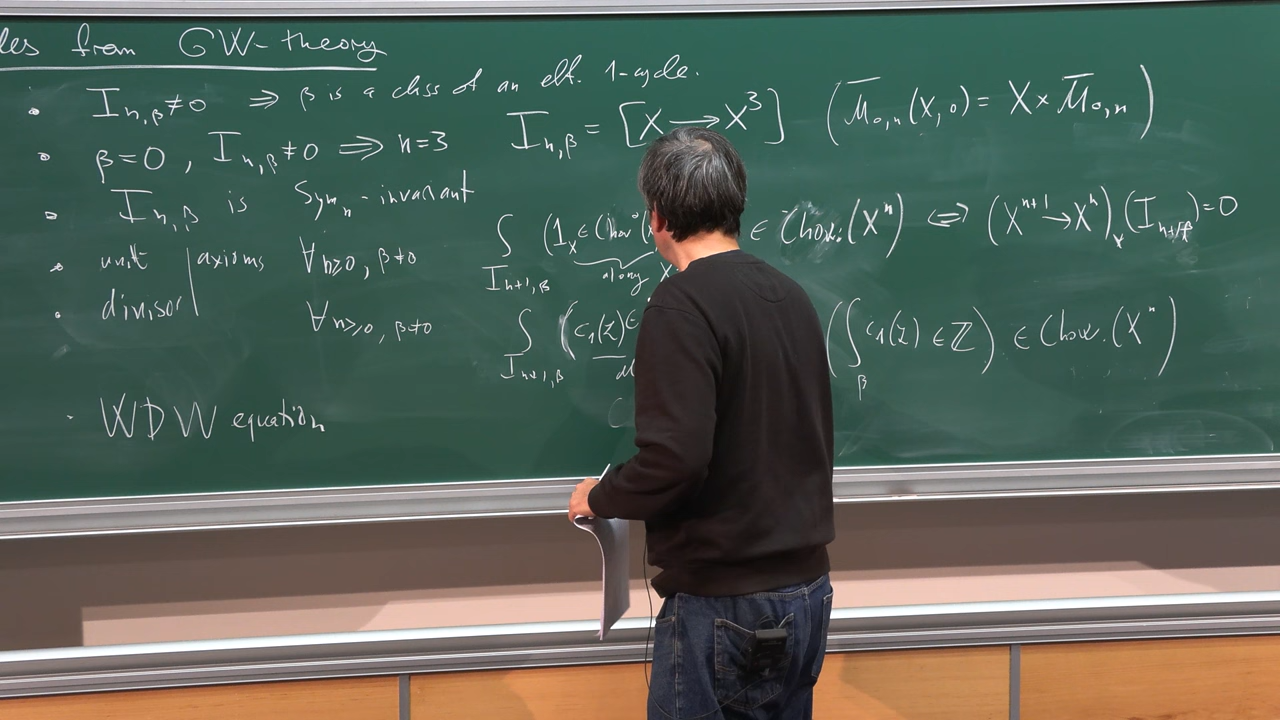 les from GW-theory
• I_{n,β}≠0 ⇒ β is a class of an eff. 1-cycle.
• β=0, I_{n,β}≠0 ⇒ n=3 I_{n,β} = [X→X^3] (M̄_{0,n}(X,0) = X×M̄_{0,n})
• I_{n,β} is Sym_n-invariant
• unit axioms ∀n≥0, β≠0 ∫_{I_{n+1,β}} (1_X ∈ Chow along X ∈ Chow.(X^n) ⇔ (X^{n+1}→X^n)_*(I_{n+1,β})=0
• divisor ∀n≥0, β≠0 ∫_{I_{n+1,β}} (c_1(L)∈ (∫_β c_1(L) ∈ ℤ) ∈ Chow.(X^n)
• WDW equation